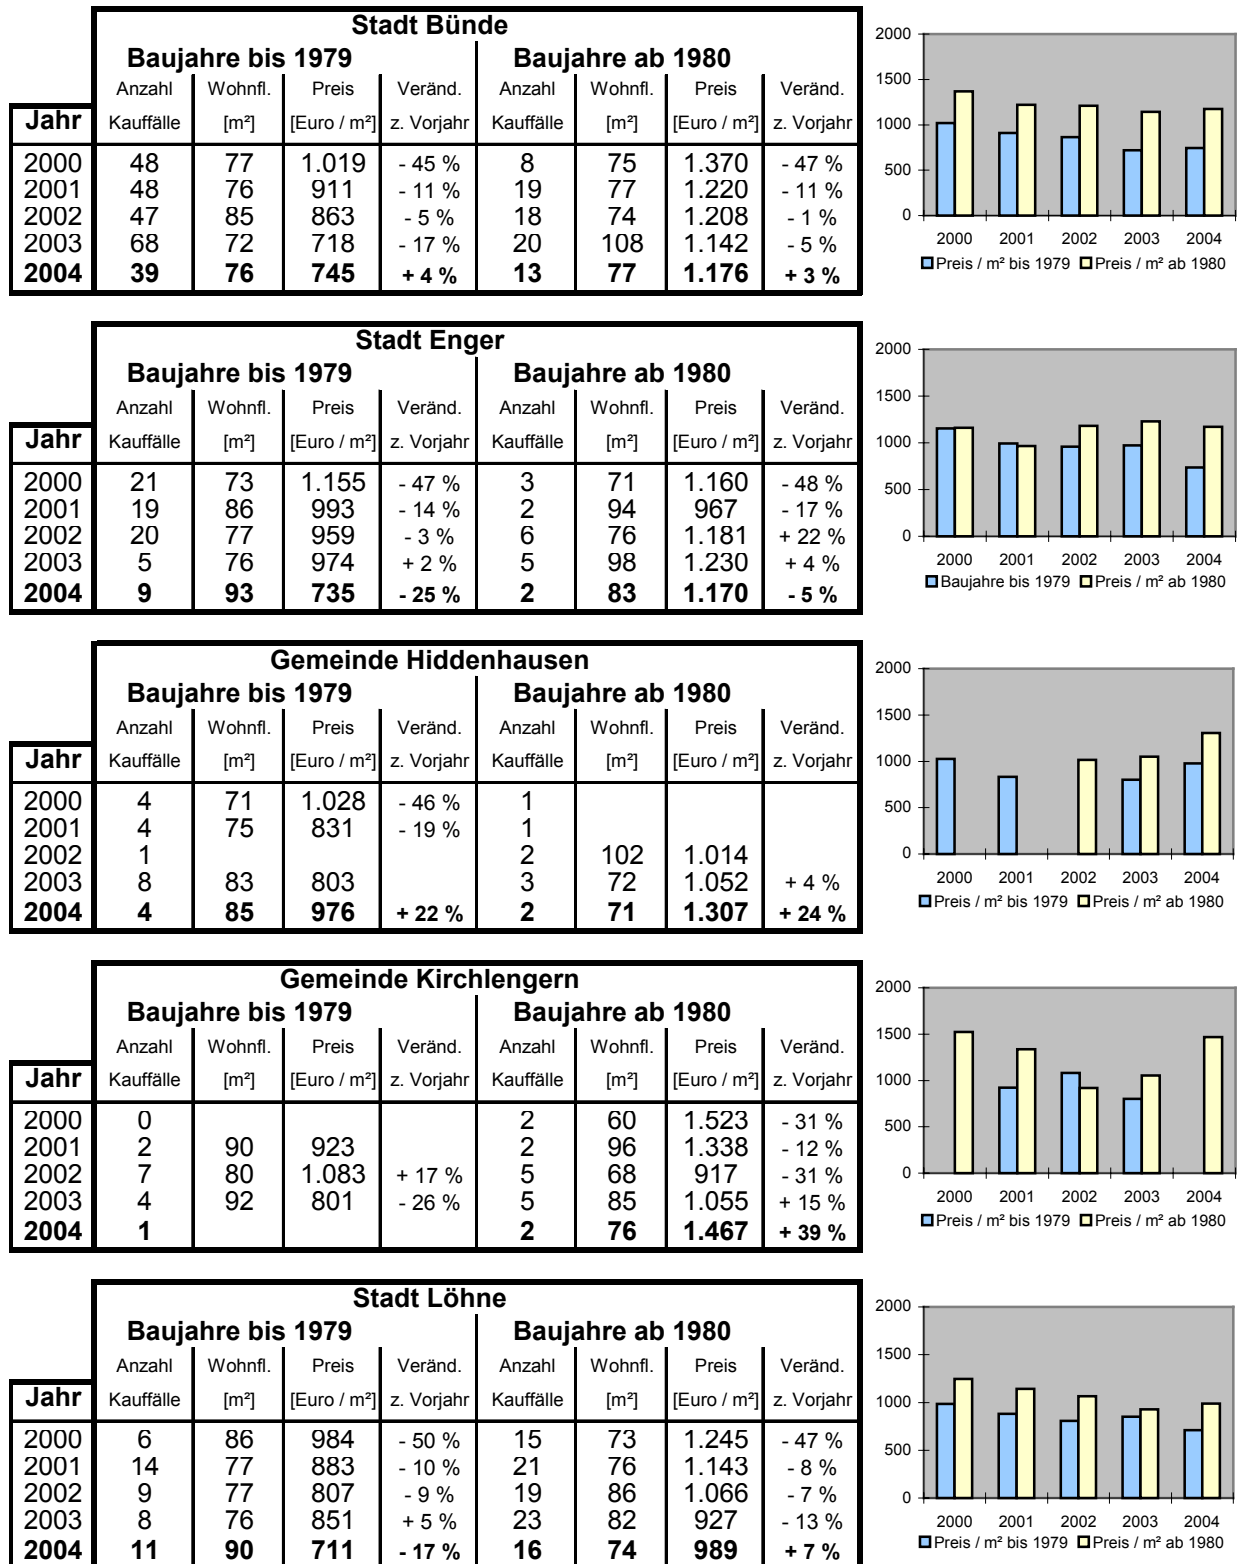 Stadt Bünde
Baujahre bis 1979 Baujahre ab 1980
Anzahl Wohnfl. Preis Veränd. Anzahl Wohnfl. Preis Veränd.
Jahr Kauffälle [m²] [Euro / m²] z. Vorjahr Kauffälle [m²] [Euro / m²] z. Vorjahr
2000 48 77 1.019 - 45 % 8 75 1.370 - 47 %
2001 48 76 911 - 11 % 19 77 1.220 - 11 %
2002 47 85 863 - 5 % 18 74 1.208 - 1 %
2003 68 72 718 - 17 % 20 108 1.142 - 5 %
2004 39 76 745 + 4 % 13 77 1.176 + 3 %
2000
1500
1000
500
0
2000 2001 2002 2003 2004
Preis / m² bis 1979 Preis / m² ab 1980
Stadt Enger
Baujahre bis 1979 Baujahre ab 1980
Anzahl Wohnfl. Preis Veränd. Anzahl Wohnfl. Preis Veränd.
Jahr Kauffälle [m²] [Euro / m²] z. Vorjahr Kauffälle [m²] [Euro / m²] z. Vorjahr
2000 21 73 1.155 - 47 % 3 71 1.160 - 48 %
2001 19 86 993 - 14 % 2 94 967 - 17 %
2002 20 77 959 - 3 % 6 76 1.181 + 22 %
2003 5 76 974 + 2 % 5 98 1.230 + 4 %
2004 9 93 735 - 25 % 2 83 1.170 - 5 %
2000
1500
1000
500
0
2000 2001 2002 2003 2004
Baujahre bis 1979 Preis / m² ab 1980
Gemeinde Hiddenhausen
Baujahre bis 1979 Baujahre ab 1980
Anzahl Wohnfl. Preis Veränd. Anzahl Wohnfl. Preis Veränd.
Jahr Kauffälle [m²] [Euro / m²] z. Vorjahr Kauffälle [m²] [Euro / m²] z. Vorjahr
2000 4 71 1.028 - 46 % 1
2001 4 75 831 - 19 % 1
2002 1 2 102 1.014
2003 8 83 803 3 72 1.052 + 4 %
2004 4 85 976 + 22 % 2 71 1.307 + 24 %
2000
1500
1000
500
0
2000 2001 2002 2003 2004
Preis / m² bis 1979 Preis / m² ab 1980
Gemeinde Kirchlengern
Baujahre bis 1979 Baujahre ab 1980
Anzahl Wohnfl. Preis Veränd. Anzahl Wohnfl. Preis Veränd.
Jahr Kauffälle [m²] [Euro / m²] z. Vorjahr Kauffälle [m²] [Euro / m²] z. Vorjahr
2000 0 2 60 1.523 - 31 %
2001 2 90 923 2 96 1.338 - 12 %
2002 7 80 1.083 + 17 % 5 68 917 - 31 %
2003 4 92 801 - 26 % 5 85 1.055 + 15 %
2004 1 2 76 1.467 + 39 %
2000
1500
1000
500
0
2000 2001 2002 2003 2004
Preis / m² bis 1979 Preis / m² ab 1980
Stadt Löhne
Baujahre bis 1979 Baujahre ab 1980
Anzahl Wohnfl. Preis Veränd. Anzahl Wohnfl. Preis Veränd.
Jahr Kauffälle [m²] [Euro / m²] z. Vorjahr Kauffälle [m²] [Euro / m²] z. Vorjahr
2000 6 86 984 - 50 % 15 73 1.245 - 47 %
2001 14 77 883 - 10 % 21 76 1.143 - 8 %
2002 9 77 807 - 9 % 19 86 1.066 - 7 %
2003 8 76 851 + 5 % 23 82 927 - 13 %
2004 11 90 711 - 17 % 16 74 989 + 7 %
2000
1500
1000
500
0
2000 2001 2002 2003 2004
Preis / m² bis 1979 Preis / m² ab 1980